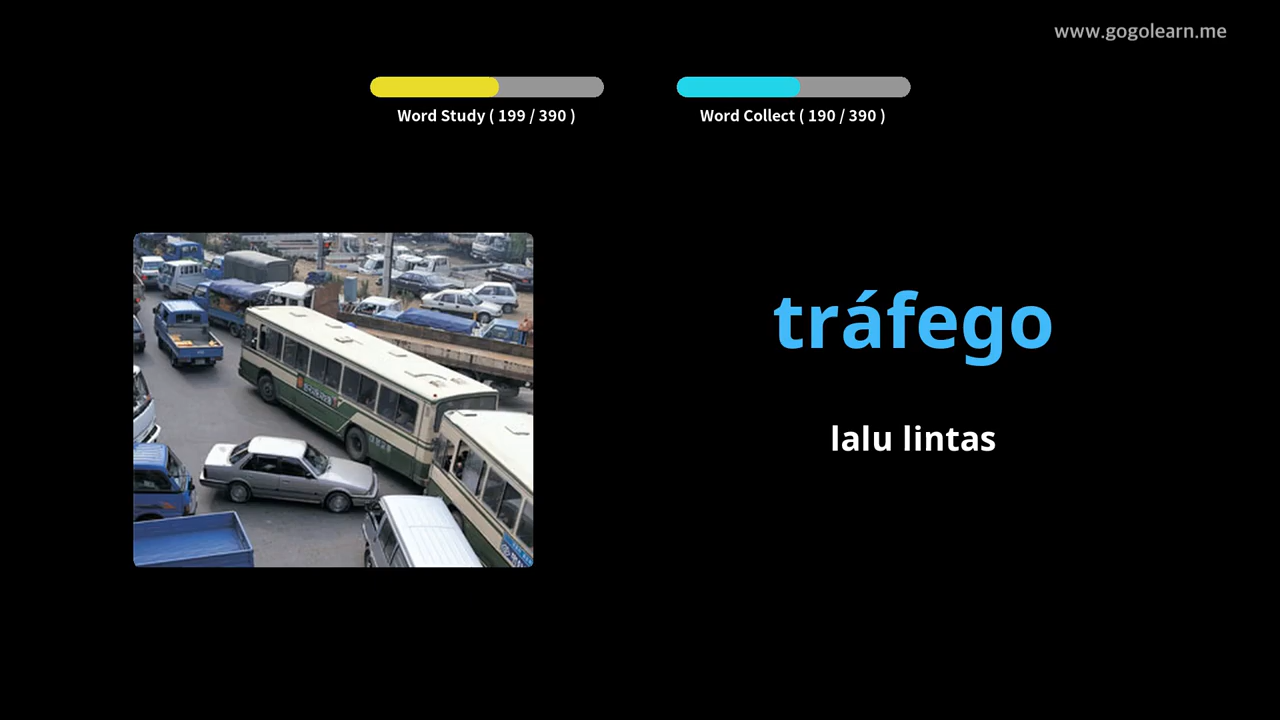 www.gogolearn.me
Word Study ( 199 / 390 )
Word Collect ( 190 / 390 )
tráfego
lalu lintas